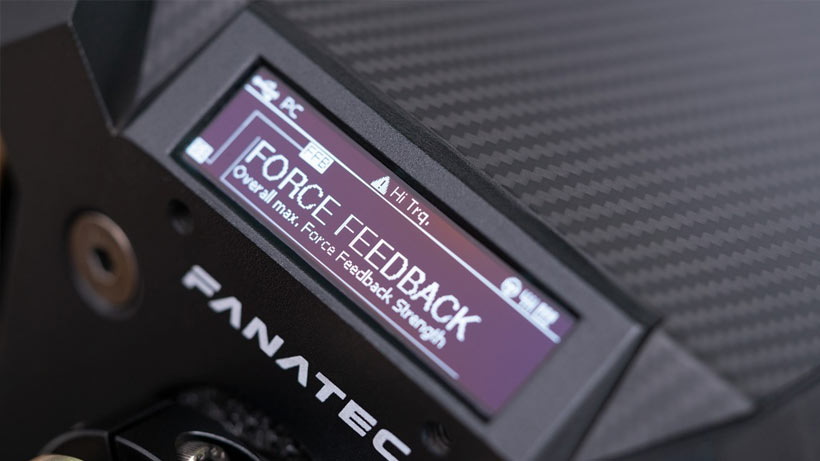 PC
Hi Trq.
FFB
FORCE FEEDBACK
Overall max. Force Feedback Strength
FANATEC